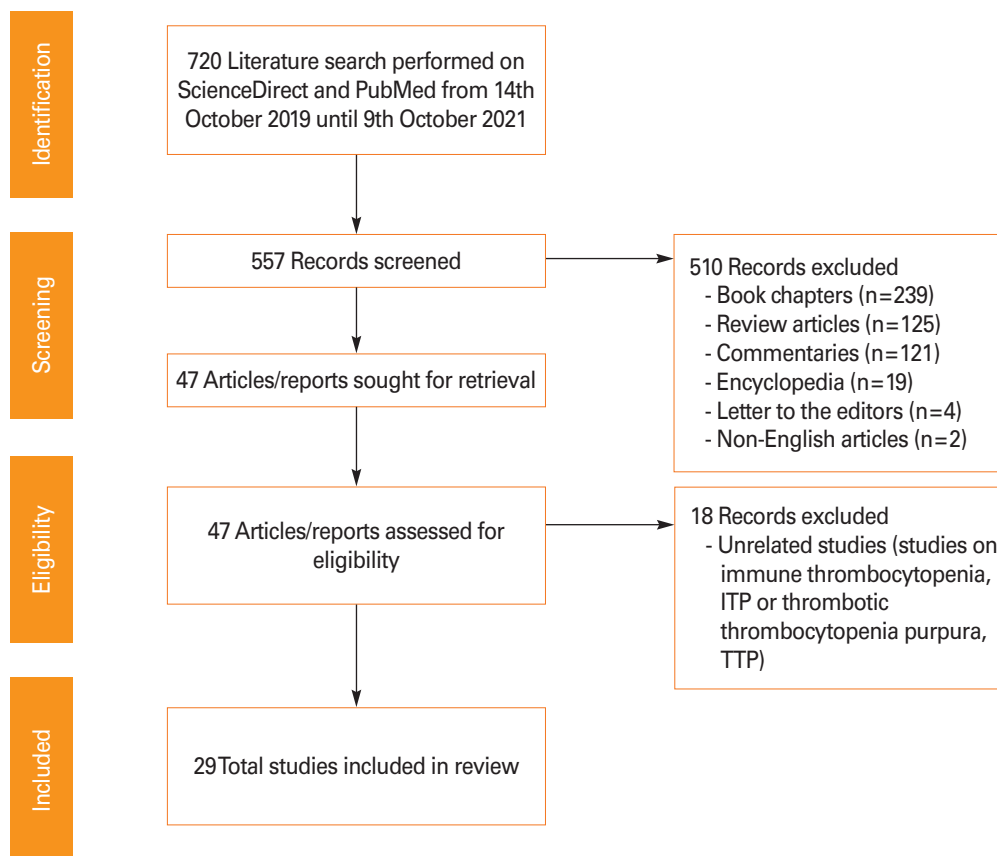 Identification
720 Literature search performed on
ScienceDirect and PubMed from 14th
October 2019 until 9th October 2021
Screening
557 Records screened
510 Records excluded
- Book chapters (n=239)
- Review articles (n=125)
- Commentaries (n=121)
- Encyclopedia (n=19)
- Letter to the editors (n=4)
- Non-English articles (n=2)
47 Articles/reports sought for retrieval
Eligibility
47 Articles/reports assessed for
eligibility
18 Records excluded
- Unrelated studies (studies on
immune thrombocytopenia,
ITP or thrombotic
thrombocytopenia purpura,
TTP)
Included
29 Total studies included in review